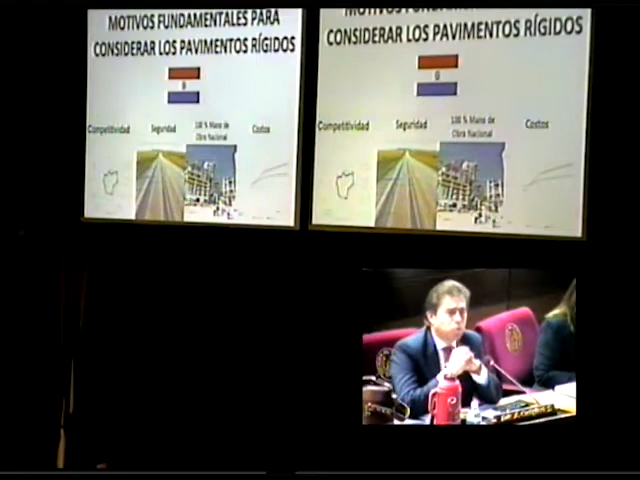 MOTIVOS FUNDAMENTALES PARA
CONSIDERAR LOS PAVIMENTOS RÍGIDOS
Competitividad
Seguridad
100 % Mano de
Obra Nacional
Costos
CONSIDERAR LOS PAVIMENTOS RÍGIDOS
Competitividad
Seguridad
100 % Mano de
Obra Nacional
Costos